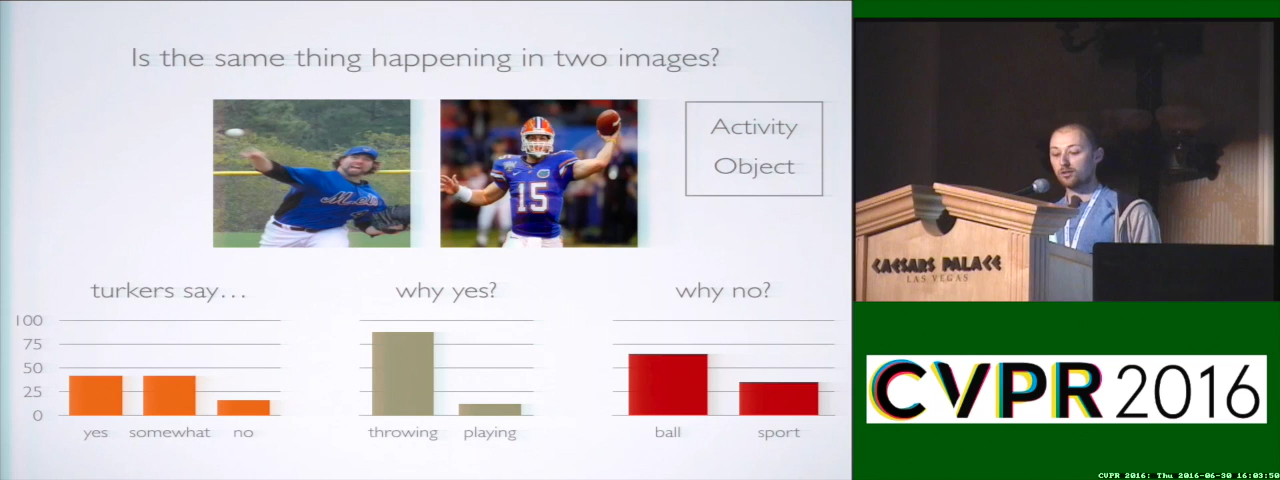 Is the same thing happening in two images?
Mets
15
Activity
Object
turkers say...
100
75
50
25
0
yes somewhat no
why yes?
throwing playing
why no?
ball sport
CAESARS PALACE
LAS VEGAS
CVPR 2016
CVPR 2016: Thu 2016-06-30 16:03:50